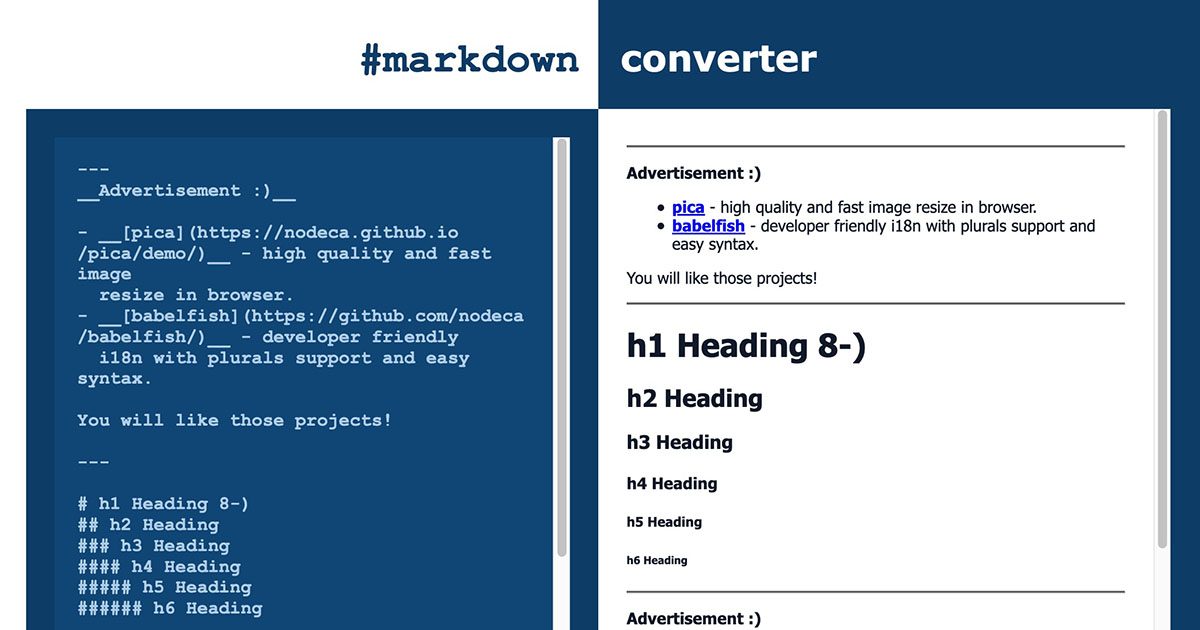 #markdown converter
---
__Advertisement :)__
- __[pica](https://nodeca.github.io
/pica/demo/)__ - high quality and fast
image
resize in browser.
- __[babelfish](https://github.com/nodeca
/babelfish/)__ - developer friendly
i18n with plurals support and easy
syntax.
You will like those projects!
---
# h1 Heading 8-)
## h2 Heading
### h3 Heading
#### h4 Heading
##### h5 Heading
###### h6 Heading
Advertisement :)
• pica - high quality and fast image resize in browser.
• babelfish - developer friendly i18n with plurals support and
easy syntax.
You will like those projects!
h1 Heading 8-)
h2 Heading
h3 Heading
h4 Heading
h5 Heading
h6 Heading
Advertisement :)